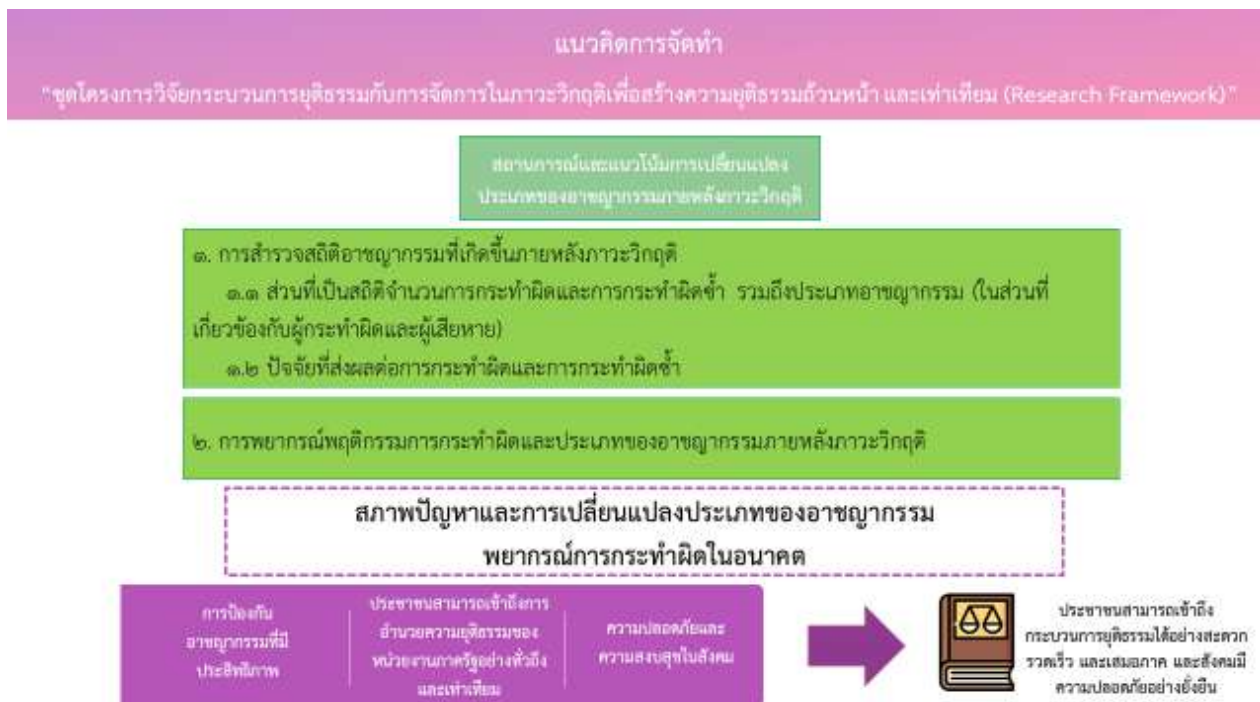 แนวคิดการจัดทำ
"ชุดโครงการวิจัยกระบวนการยุติธรรมกับการจัดการในภาวะวิกฤติเพื่อสร้างความยุติธรรมถ้วนหน้า และเท่าเทียม (Research Framework)"
สถานการณ์และแนวโน้มการเปลี่ยนแปลง
ประเภทของอาชญากรรมภายหลังภาวะวิกฤติ
๑. การสำรวจสถิติอาชญากรรมที่เกิดขึ้นภายหลังภาวะวิกฤติ
๑.๑ ส่วนที่เป็นสถิติจำนวนการกระทำผิดและการกระทำผิดซ้ำ รวมถึงประเภทอาชญากรรม (ในส่วนที่
เกี่ยวข้องกับผู้กระทำผิดและผู้เสียหาย)
๑.๒ ปัจจัยที่ส่งผลต่อการกระทำผิดและการกระทำผิดซ้ำ
๒. การพยากรณ์พฤติกรรมการกระทำผิดและประเภทของอาชญากรรมภายหลังภาวะวิกฤติ
สภาพปัญหาและการเปลี่ยนแปลงประเภทของอาชญากรรม
พยากรณ์การกระทำผิดในอนาคต
การป้องกัน
อาชญากรรมที่มี
ประสิทธิภาพ
ประชาชนสามารถเข้าถึงการ
อำนวยความยุติธรรมของ
หน่วยงานภาครัฐอย่างทั่วถึง
และเท่าเทียม
ความปลอดภัยและ
ความสงบสุขในสังคม
ประชาชนสามารถเข้าถึง
กระบวนการยุติธรรมได้อย่างสะดวก
รวดเร็ว และเสมอภาค และสังคมมี
ความปลอดภัยอย่างยั่งยืน